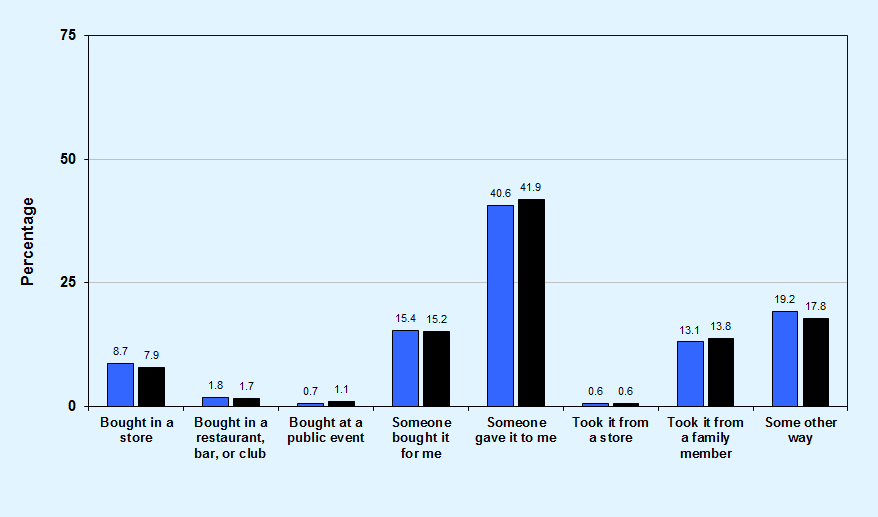 75
50
25
0
Percentage
8.7
7.9
1.8
1.7
0.7
1.1
15.4
15.2
40.6
41.9
0.6
0.6
13.1
13.8
19.2
17.8
Bought in a
store
Bought in a
restaurant,
bar, or club
Bought at a
public event
Someone
bought it
for me
Someone
gave it to me
Took it from
a store
Took it from
a family
member
Some other
way